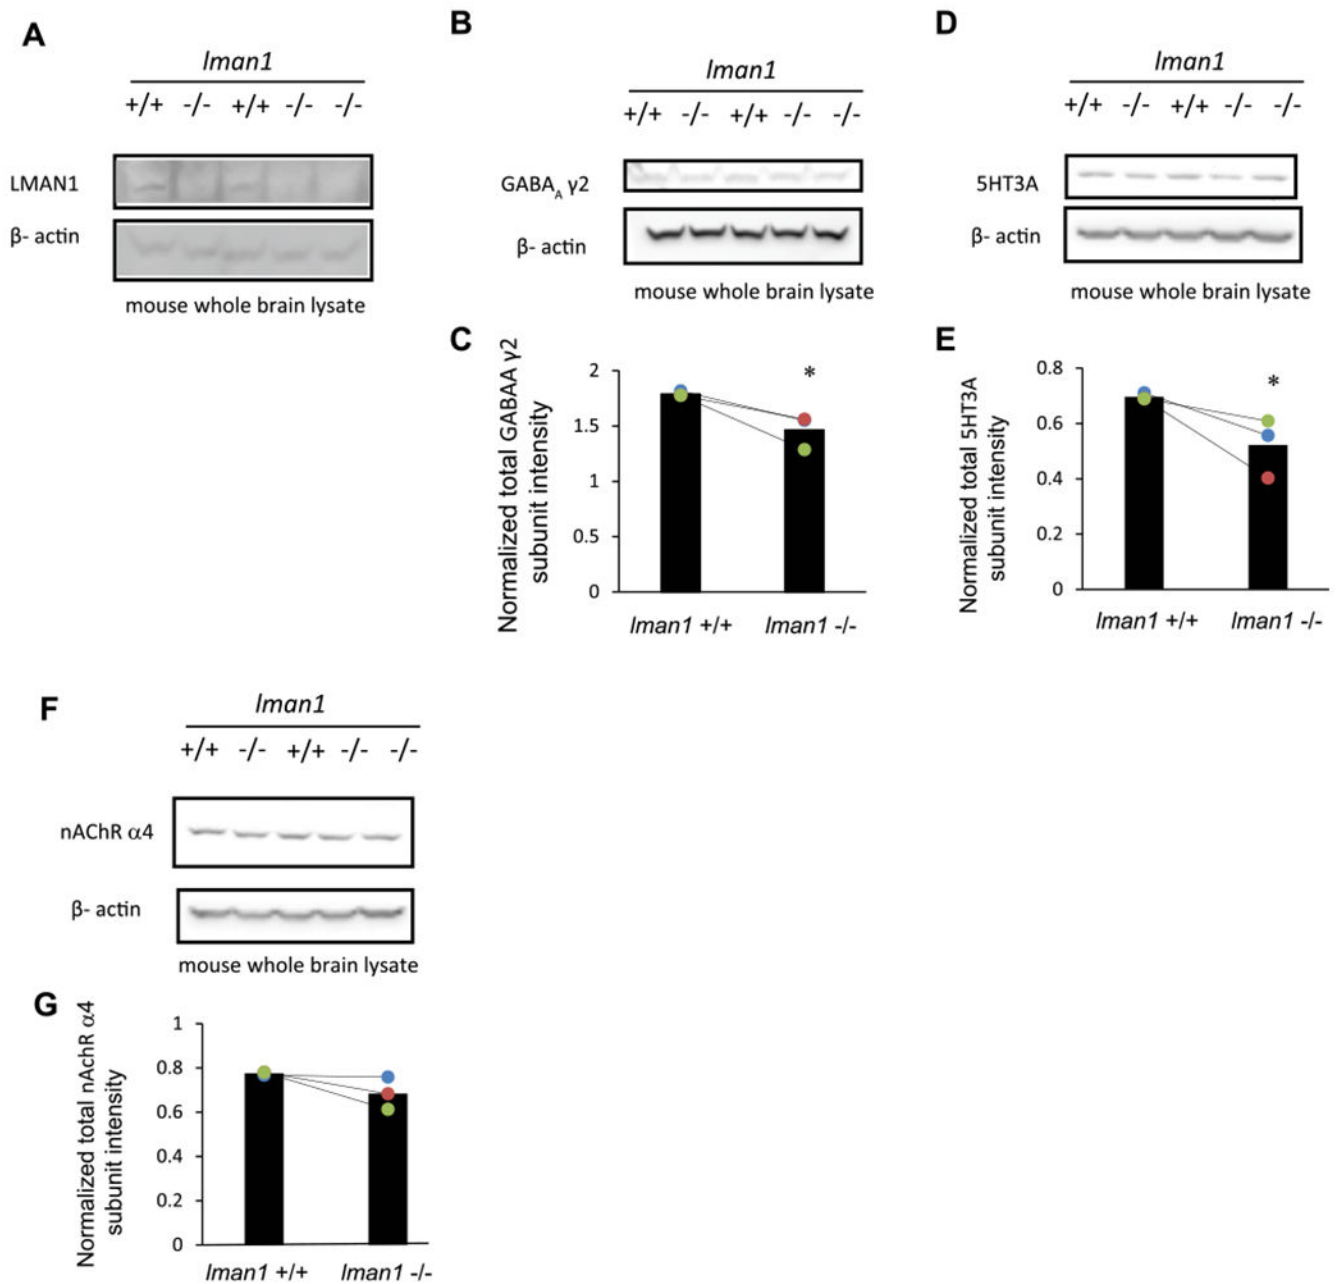 A
lman1
+/+ -/- +/+ -/- -/-
LMAN1
β- actin
mouse whole brain lysate
B
lman1
+/+ -/- +/+ -/- -/-
GABAA γ2
β- actin
mouse whole brain lysate
C
Normalized total GABAA γ2
subunit intensity
2
1.5
1
0.5
0
*
lman1 +/+ lman1 -/-
D
lman1
+/+ -/- +/+ -/- -/-
5HT3A
β- actin
mouse whole brain lysate
E
Normalized total 5HT3A
subunit intensity
0.8
0.6
0.4
0.2
0
*
lman1 +/+ lman1 -/-
F
lman1
+/+ -/- +/+ -/- -/-
nAChR α4
β- actin
mouse whole brain lysate
G
Normalized total nAchR α4
subunit intensity
1
0.8
0.6
0.4
0.2
0
lman1 +/+ lman1 -/-